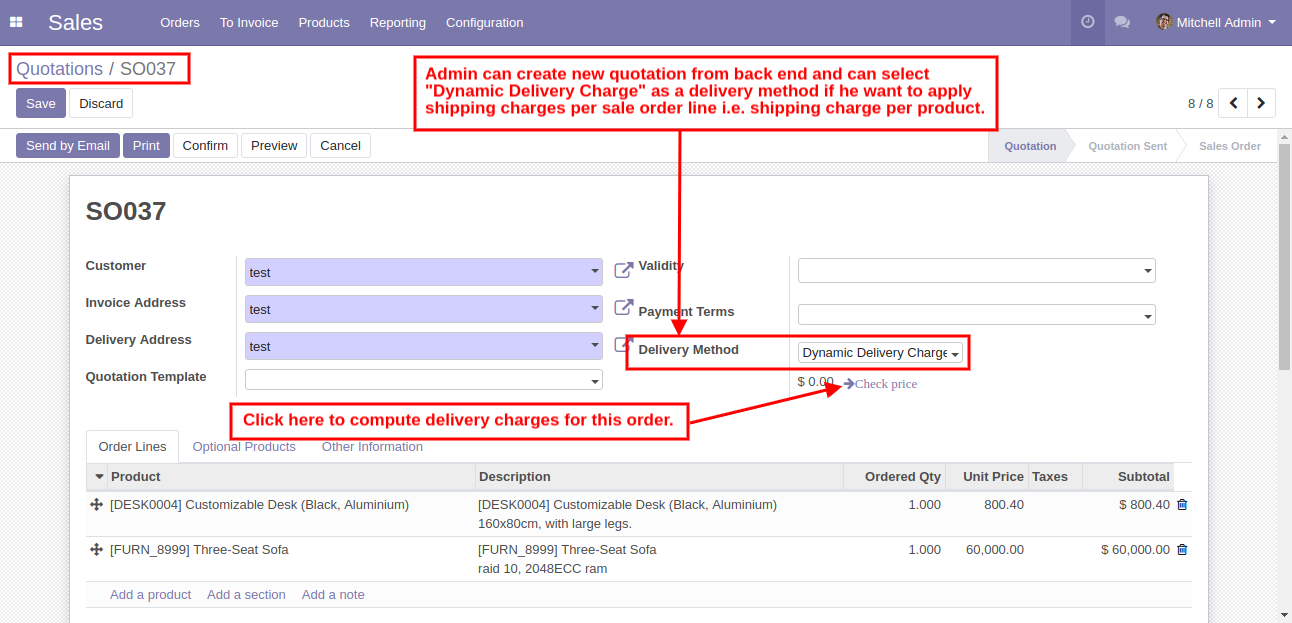 Sales Orders To Invoice Products Reporting Configuration Mitchell Admin
Quotations / SO037
Admin can create new quotation from back end and can select
"Dynamic Delivery Charge" as a delivery method if he want to apply
shipping charges per sale order line i.e. shipping charge per product.
Save Discard
8 / 8
Send by Email Print Confirm Preview Cancel
Quotation Quotation Sent Sales Order
SO037
Customer test
Validity
Invoice Address test
Payment Terms
Delivery Address test
Delivery Method Dynamic Delivery Charge
Quotation Template
$ 0.00 Check price
Click here to compute delivery charges for this order.
Order Lines Optional Products Other Information
Product Description Ordered Qty Unit Price Taxes Subtotal
[DESK0004] Customizable Desk (Black, Aluminium) [DESK0004] Customizable Desk (Black, Aluminium) 1.000 800.40 $ 800.40
160x80cm, with large legs.
[FURN_8999] Three-Seat Sofa [FURN_8999] Three-Seat Sofa 1.000 60,000.00 $ 60,000.00
raid 10, 2048ECC ram
Add a product Add a section Add a note